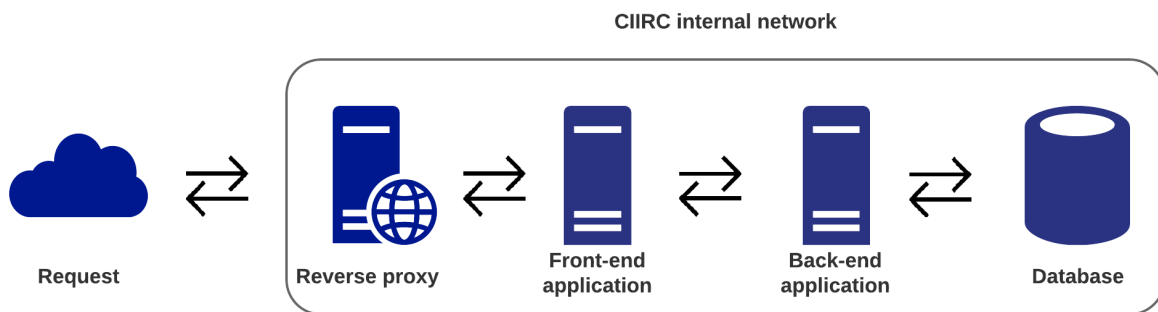 CIIRC internal network
Request
Reverse proxy
Front-end
application
Back-end
application
Database